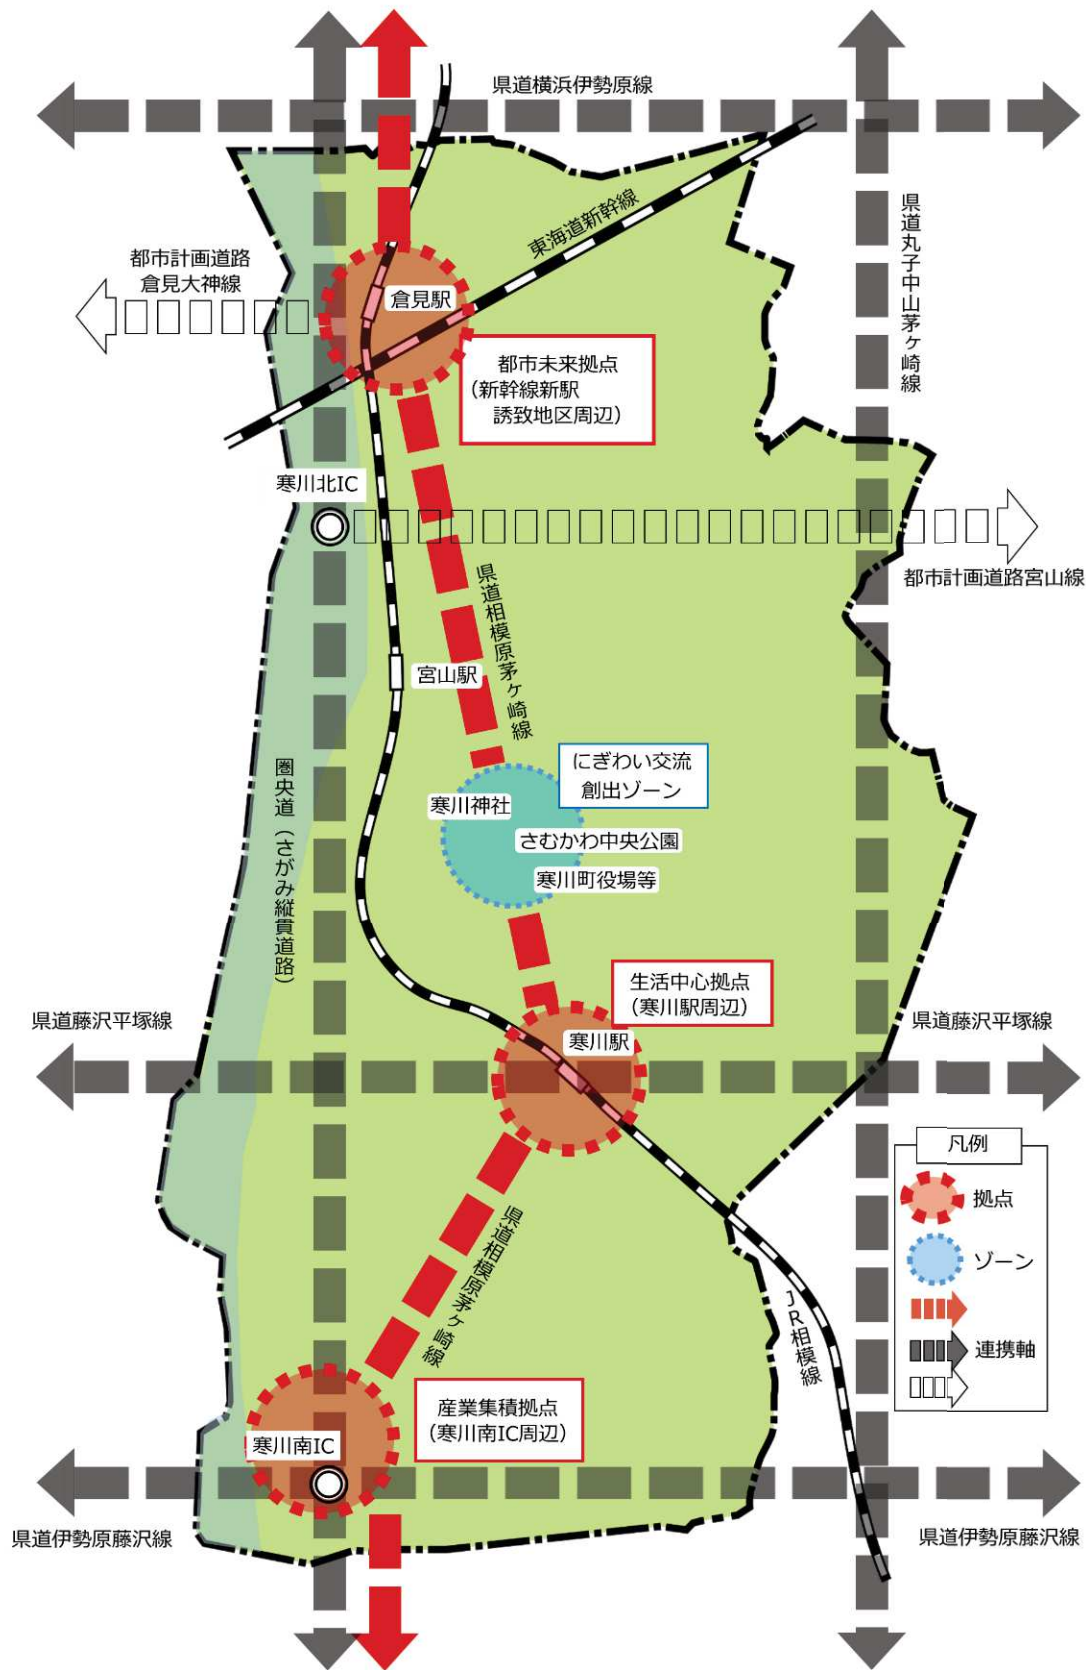 県道横浜伊勢原線
県道丸子中山茅ヶ崎線
東海道新幹線
都市計画道路
倉見大神線
倉見駅
都市未来拠点
(新幹線新駅
誘致地区周辺)
寒川北IC
都市計画道路宮山線
県道相模原茅ヶ崎線
宮山駅
にぎわい交流
創出ゾーン
圏央道(さがみ縦貫道路)
寒川神社
さむかわ中央公園
寒川町役場等
生活中心拠点
(寒川駅周辺)
県道藤沢平塚線
寒川駅
県道藤沢平塚線
凡例
拠点
ゾーン
連携軸
県道相模原茅ヶ崎線
JR相模線
産業集積拠点
(寒川南IC周辺)
寒川南IC
県道伊勢原藤沢線
県道伊勢原藤沢線